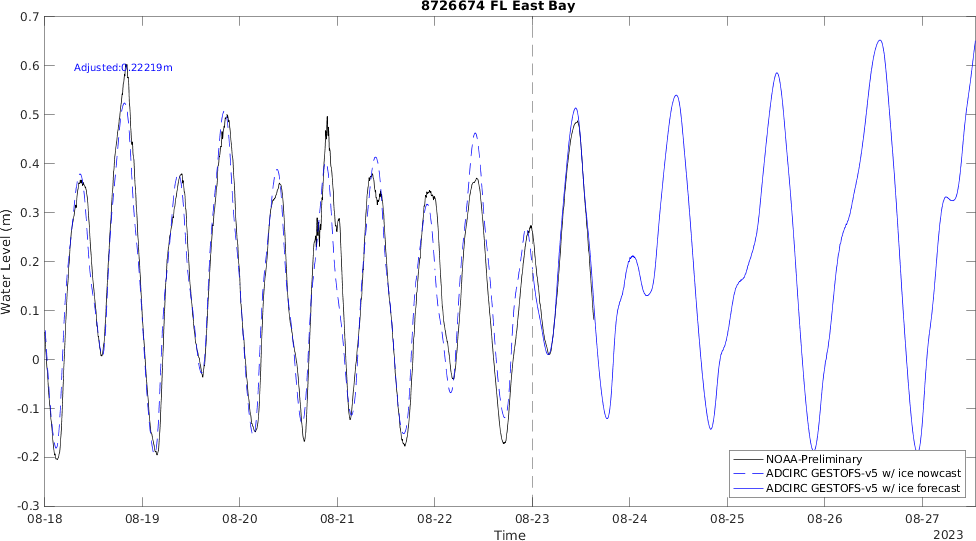 8726674 FL East Bay
0.7
0.6
0.5
0.4
0.3
0.2
0.1
0
-0.1
-0.2
-0.3
Water Level (m)
Adjusted:0.22219m
NOAA-Preliminary
ADCIRC GESTOFS-v5 w/ ice nowcast
ADCIRC GESTOFS-v5 w/ ice forecast
08-18 08-19 08-20 08-21 08-22 08-23 08-24 08-25 08-26 08-27
Time
2023